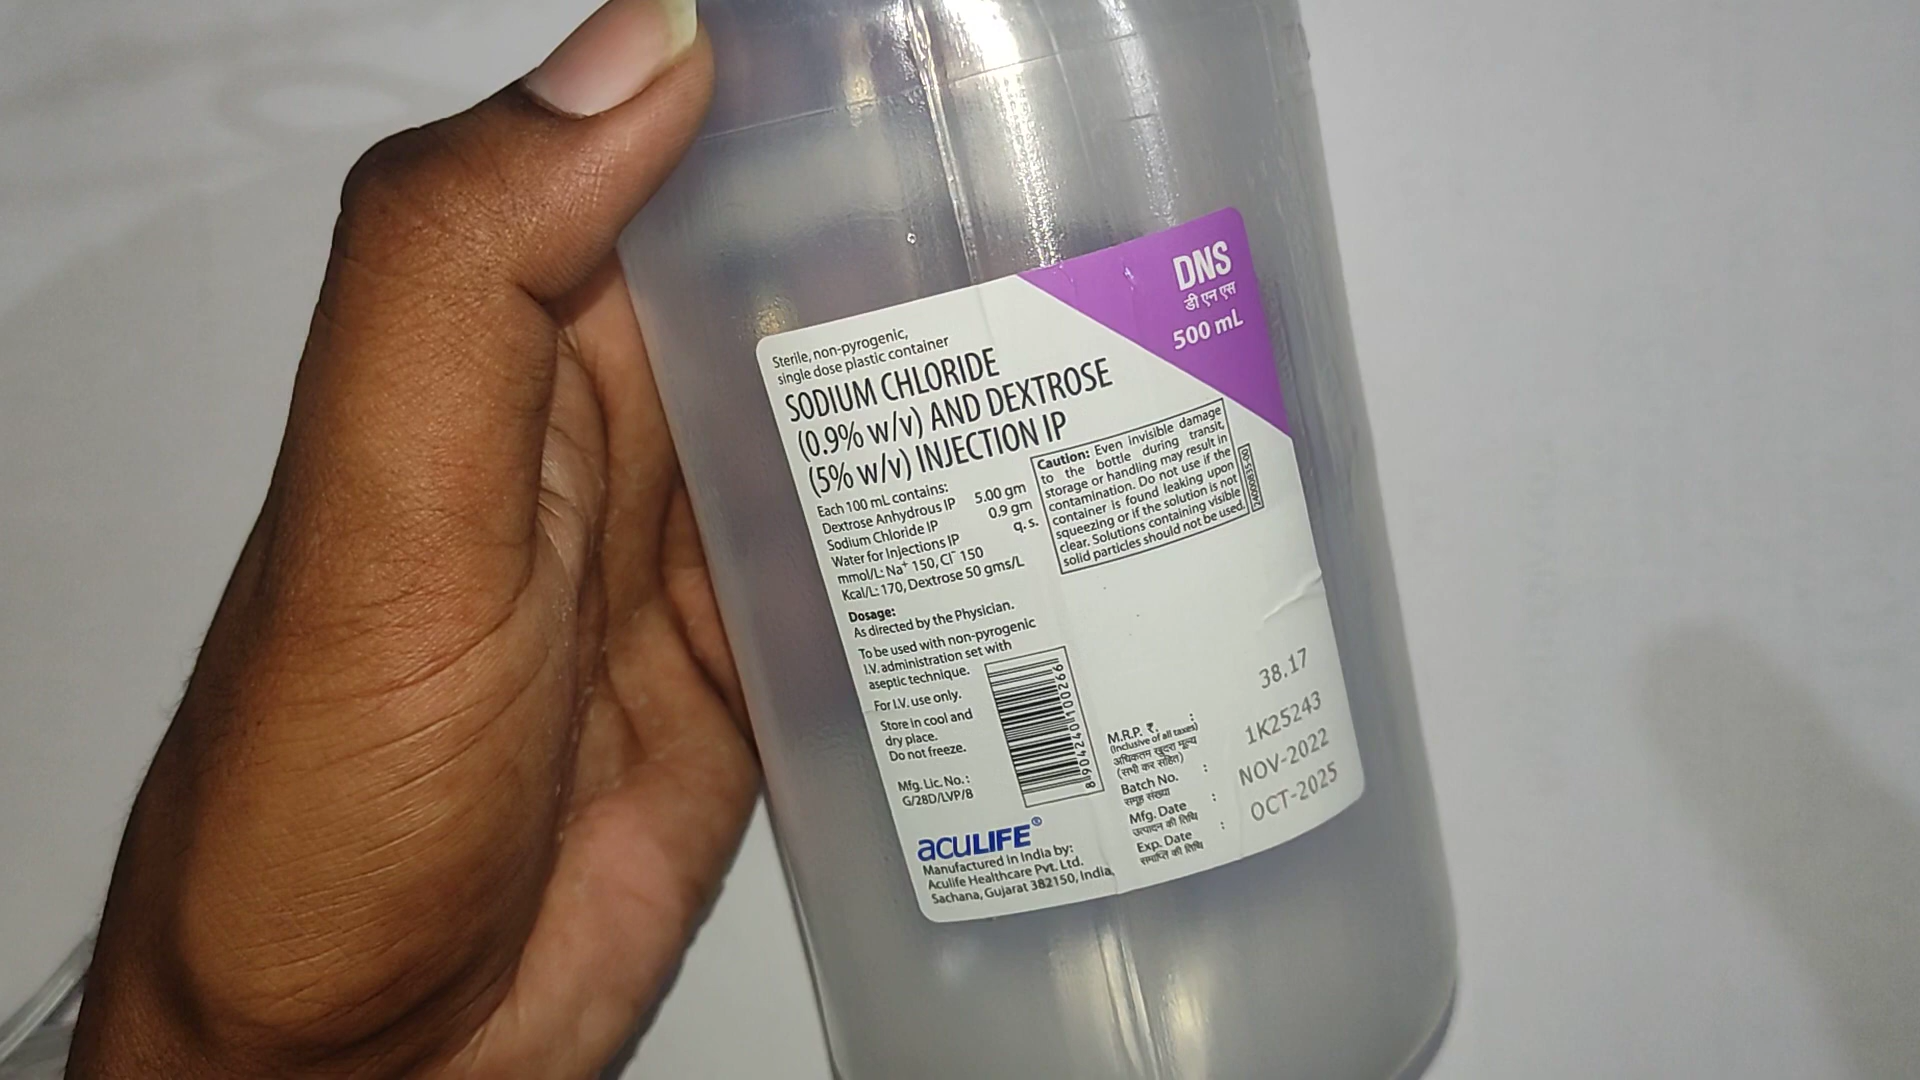 DNS
डी एन एस
500 mL
Sterile, non-pyrogenic,
single dose plastic container
SODIUM CHLORIDE
(0.9% w/v) AND DEXTROSE
(5% w/v) INJECTION IP
Each 100 mL contains:
Dextrose Anhydrous IP 5.00 gm
Sodium Chloride IP 0.9 gm
Water for Injections IP q. s.
mmol/L: Na⁺ 150, Cl⁻ 150
Kcal/L: 170, Dextrose 50 gms/L
Caution: Even invisible damage
to the bottle during transit,
storage or handling may result in
contamination. Do not use if the
container is found leaking upon
squeezing or if the solution is not
clear. Solutions containing visible
solid particles should not be used.
Dosage:
As directed by the Physician.
To be used with non-pyrogenic
I.V. administration set with
aseptic technique.
For I.V. use only.
Store in cool and
dry place.
Do not freeze.
Mfg. Lic. No. :
G/28D/LVP/8
8904240100266
M.R.P. ₹. : 38.17
(Inclusive of all taxes)
अधिकतम खुदरा मूल्य
(सभी कर सहित)
Batch No. : 1K25243
समूह संख्या
Mfg. Date : NOV-2022
उत्पादन की तिथि
Exp. Date : OCT-2025
समाप्ति की तिथि
acuLIFE®
Manufactured in India by:
Aculife Healthcare Pvt. Ltd.
Sachana, Gujarat 382150, India.